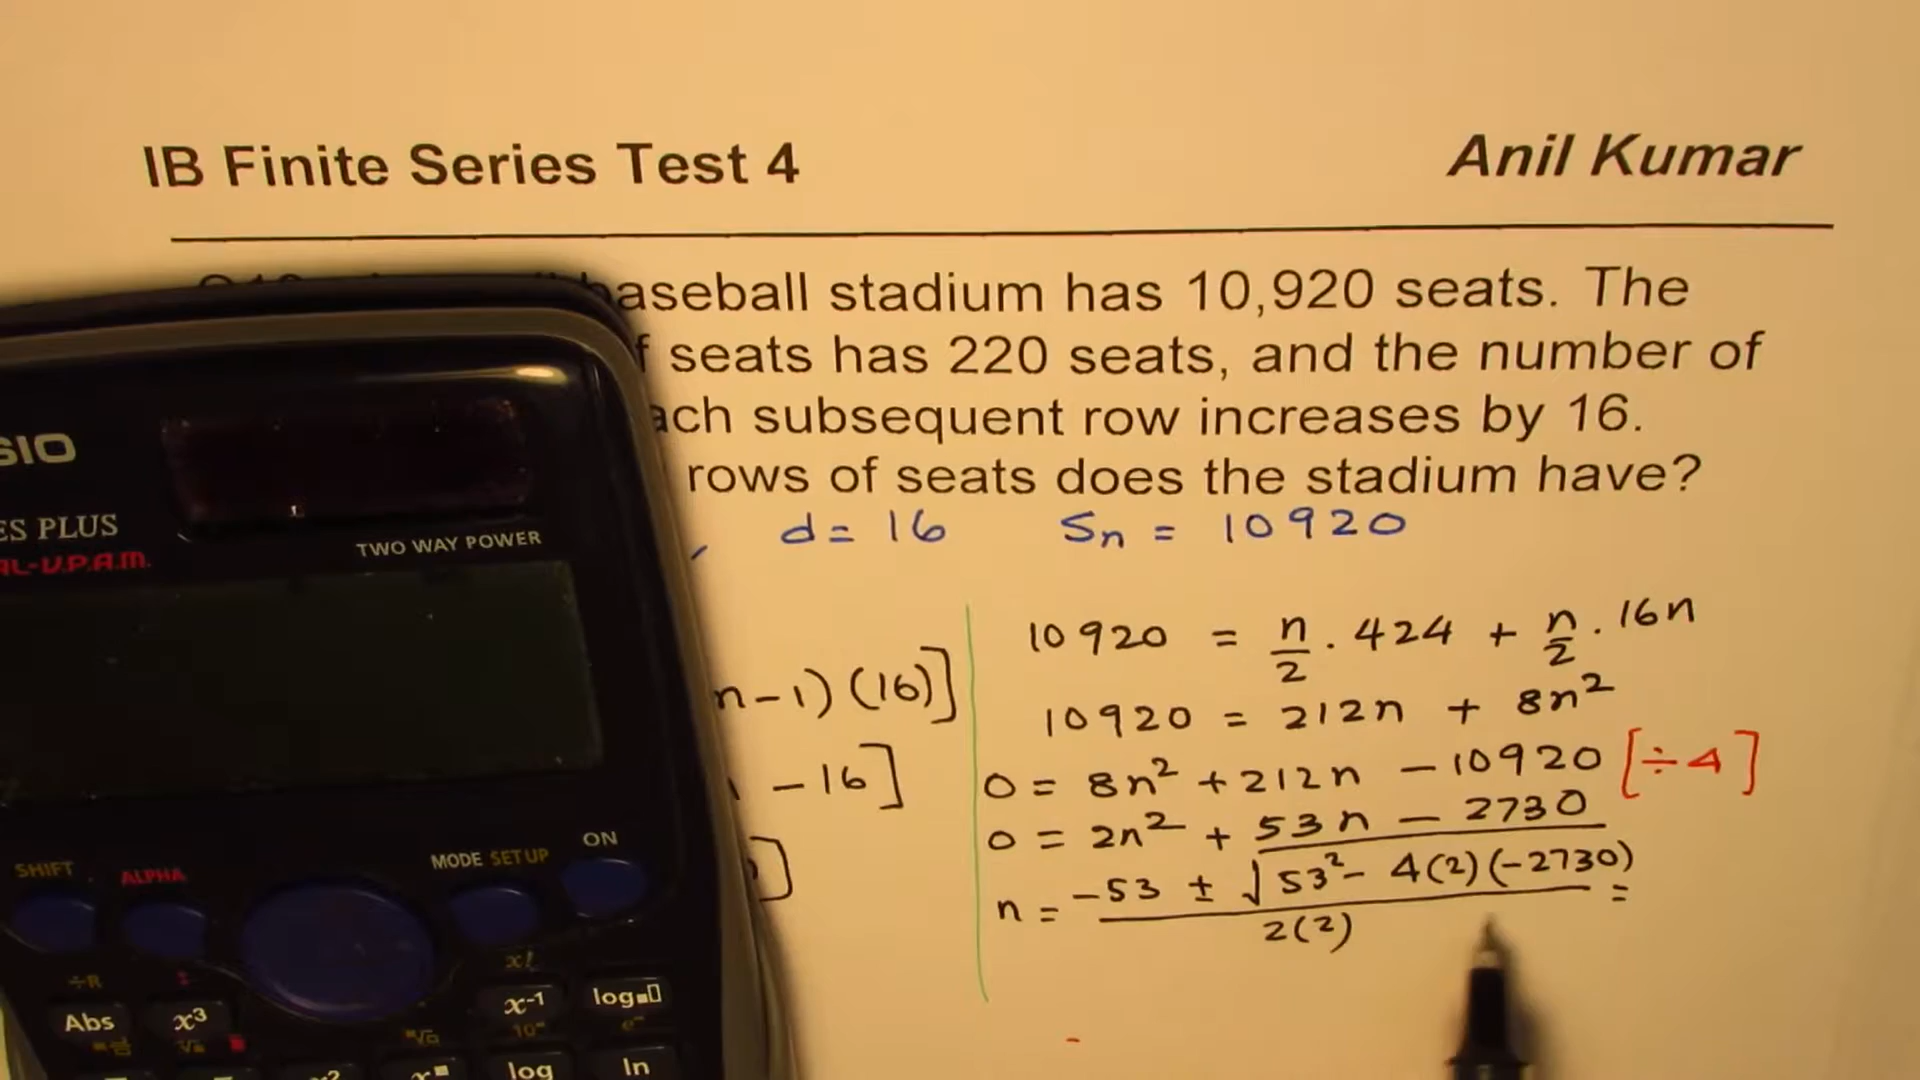 IB Finite Series Test 4 Anil Kumar
baseball stadium has 10,920 seats. The
f seats has 220 seats, and the number of
ach subsequent row increases by 16.
rows of seats does the stadium have?
, d = 16 Sn = 10920
n-1)(16)]
- 16]
)]
10920 = n/2 . 424 + n/2 . 16n
10920 = 212n + 8n²
0 = 8n² + 212n - 10920 [÷4]
0 = 2n² + 53n - 2730
n = -53 ± √53² - 4(2)(-2730) =
2(2)
SIO
ES PLUS
TWO WAY POWER
AL-V.P.A.M.
SHIFT ALPHA MODE SETUP ON
÷R : x!
Abs x³ x⁻¹ log
log ln